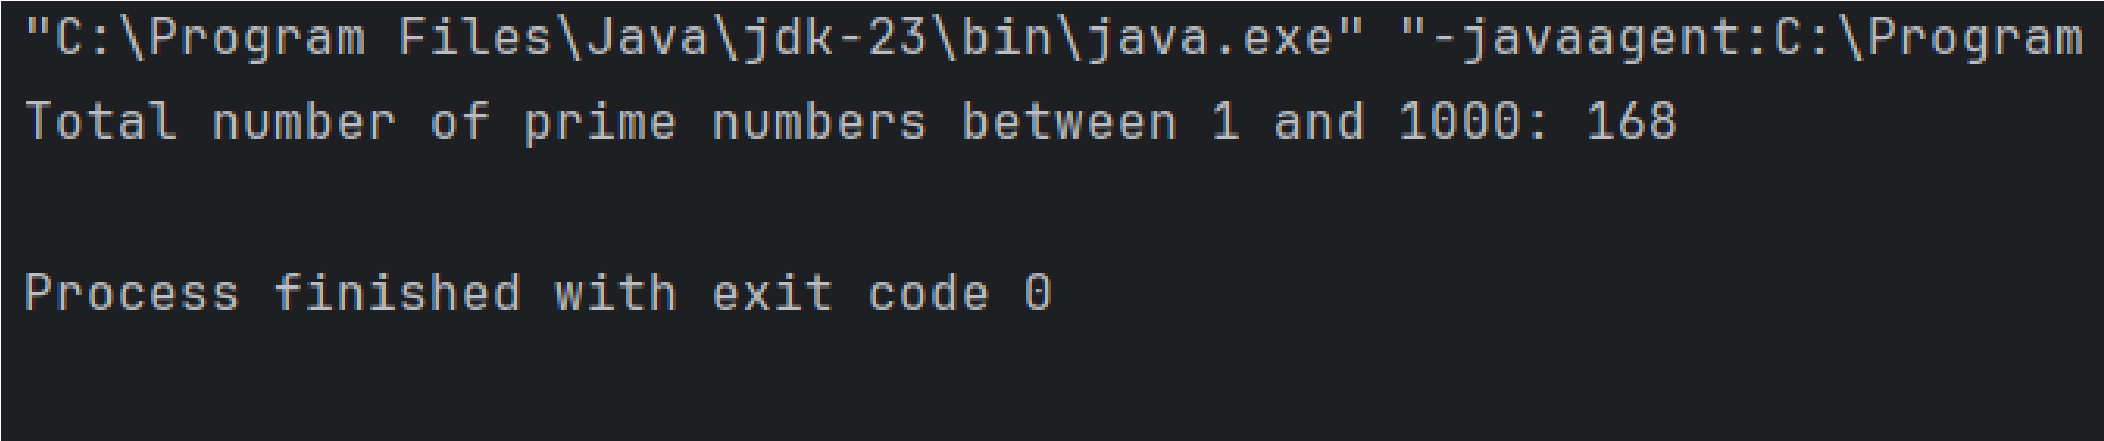 "C:\Program Files\Java\jdk-23\bin\java.exe" "-javaagent:C:\Program
Total number of prime numbers between 1 and 1000: 168
Process finished with exit code 0